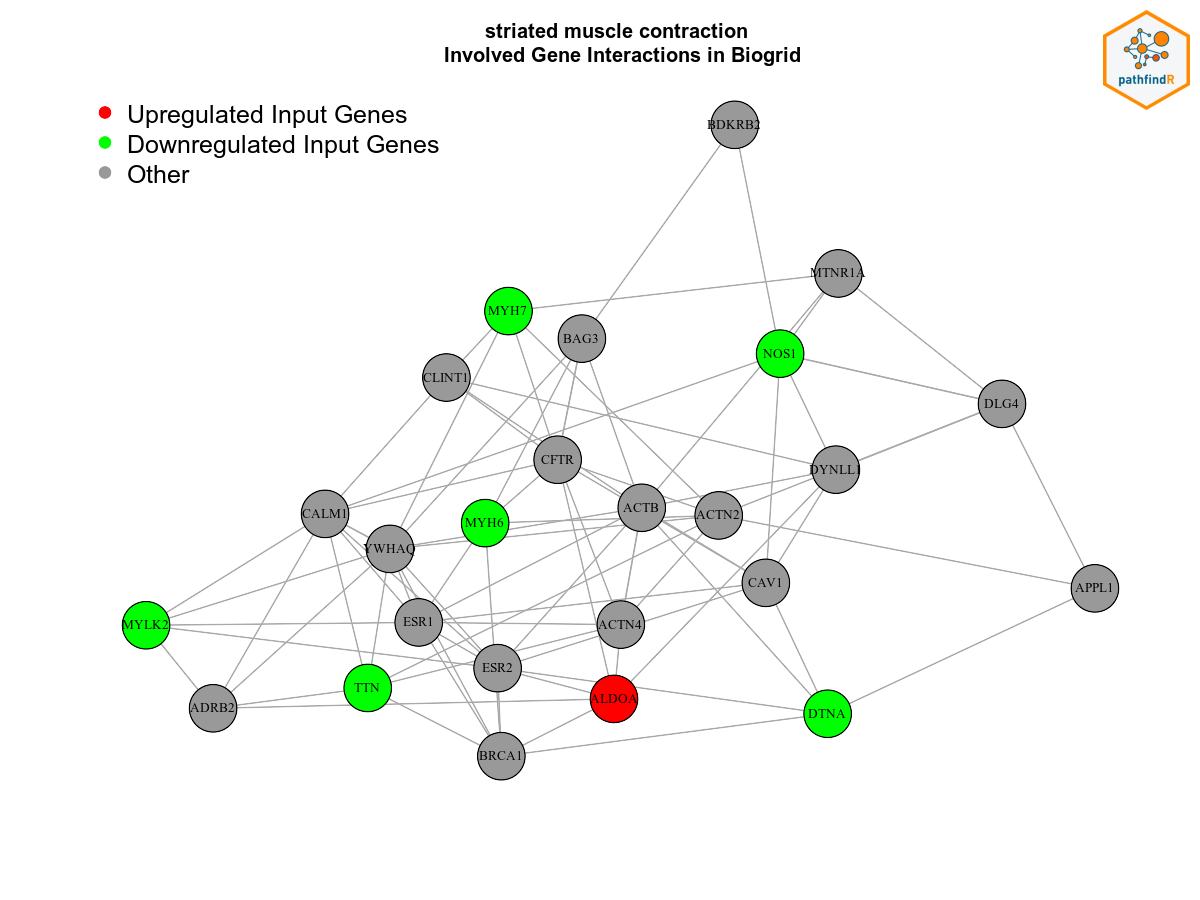 striated muscle contraction
Involved Gene Interactions in Biogrid
pathfindR
Upregulated Input Genes
Downregulated Input Genes
Other
BDKRB2
MTNR1A
MYH7
BAG3
NOS1
CLINT1
DLG4
CFTR
DYNLL1
CALM1
MYH6
ACTB
ACTN2
YWHAQ
CAV1
APPL1
MYLK2
ESR1
ACTN4
ESR2
TTN
ALDOA
ADRB2
DTNA
BRCA1